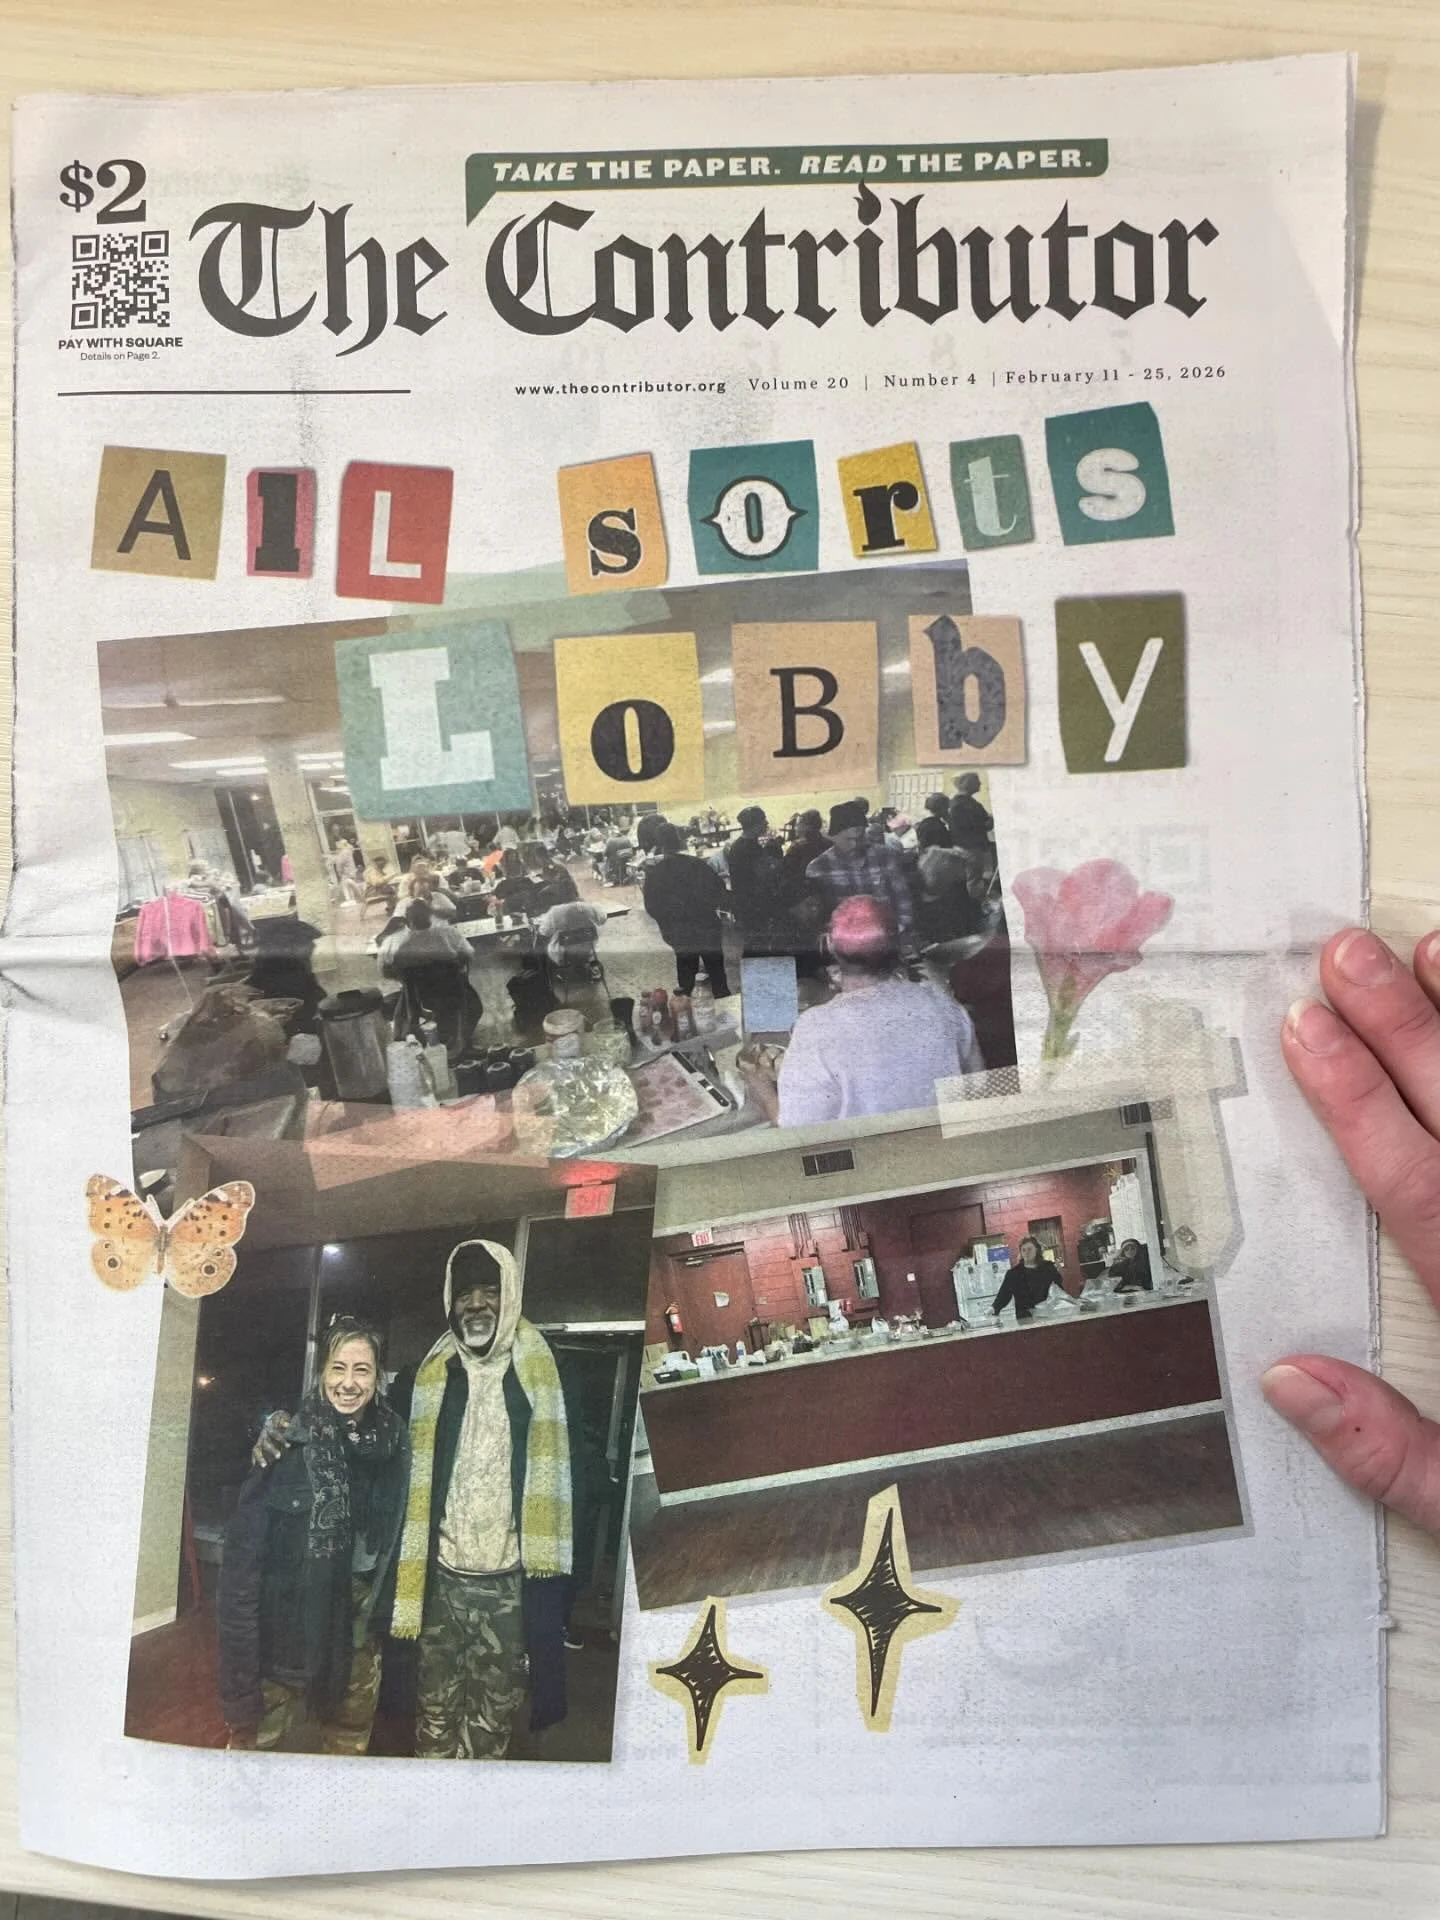 $2
TAKE THE PAPER. READ THE PAPER.
The Contributor
PAY WITH SQUARE
Details on Page 2.
www.thecontributor.org Volume 20 | Number 4 | February 11 - 25, 2026
All sorts
LoBby
EXIT